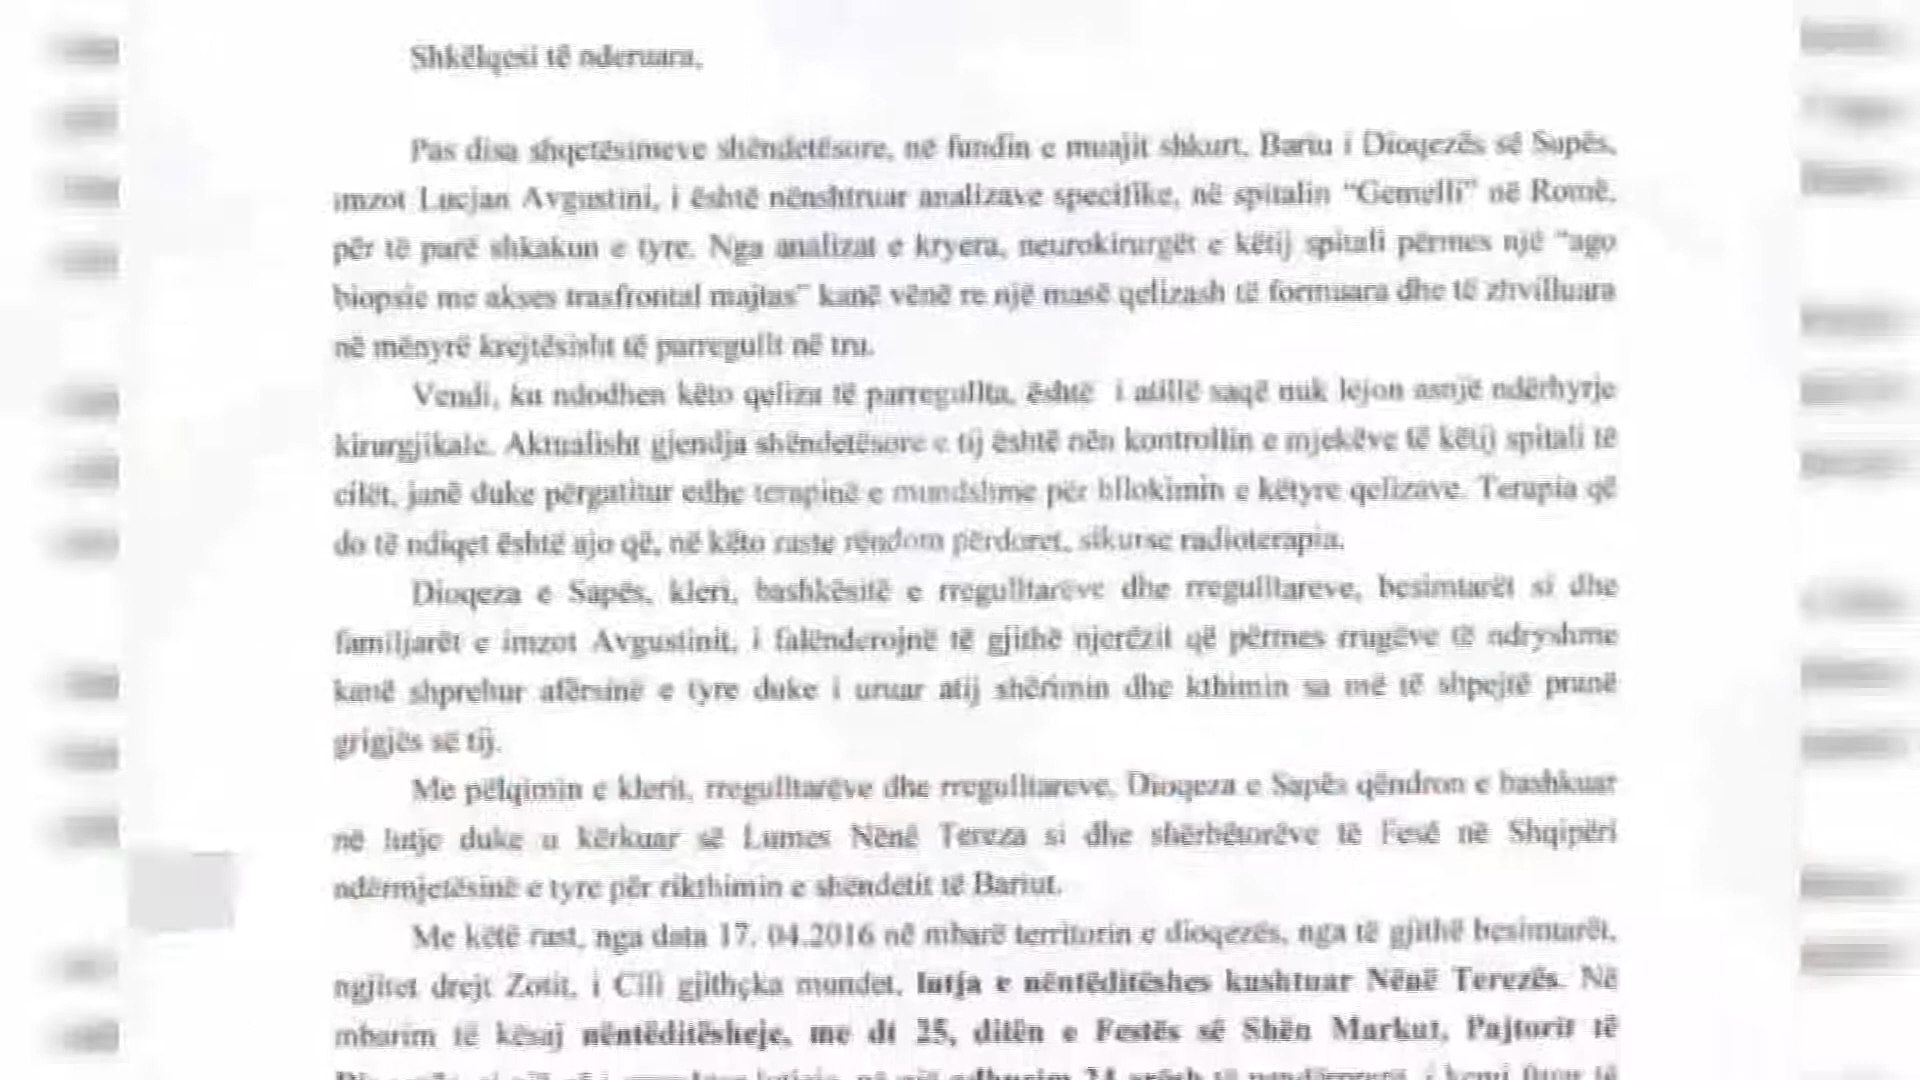 Shkëlqesi të nderuara,
Pas disa shqetësimeve shëndetësore, në fundin e muajit shkurt, Bariu i Dioqezës së Sapës,
imzot Lucjan Avgustini, i është nënshtruar analizave specifike, në spitalin “Gemelli” në Romë,
për të parë shkakun e tyre. Nga analizat e kryera, neurokirurgët e këtij spitali përmes një “ago
biopsie me akses trasfrontal majtas” kanë vënë re një masë qelizash të formuara dhe të zhvilluara
në mënyrë krejtësisht të parregullt në tru.
Vendi, ku ndodhen këto qeliza të parregullta, është i atillë saqë nuk lejon asnjë ndërhyrje
kirurgjikale. Aktualisht gjendja shëndetësore e tij është nën kontrollin e mjekëve të këtij spitali të
cilët, janë duke përgatitur edhe terapinë e mundshme për bllokimin e këtyre qelizave. Terapia që
do të ndiqet është ajo që, në këto raste rëndom përdoret, sikurse radioterapia.
Dioqeza e Sapës, kleri, bashkësitë e rregulltarëve dhe rregulltareve, besimtarët si dhe
familjarët e imzot Avgustinit, i falënderojnë të gjithë njerëzit që përmes rrugëve të ndryshme
kanë shprehur afërsinë e tyre duke i uruar atij shërimin dhe kthimin sa më të shpejtë pranë
grigjës së tij.
Me pëlqimin e klerit, rregulltarëve dhe rregulltareve, Dioqeza e Sapës qëndron e bashkuar
në lutje duke u kërkuar së Lumes Nënë Tereza si dhe shërbëtorëve të Fesë në Shqipëri
ndërmjetësinë e tyre për rikthimin e shëndetit të Bariut.
Me këtë rast, nga data 17. 04.2016 në mbarë territorin e dioqezës, nga të gjithë besimtarët,
ngjitet drejt Zotit, i Cili gjithçka mundet, lutja e nëntëditëshes kushtuar Nënë Terezës. Në
mbarim të kësaj nëntëditësheje, me dt 25, ditën e Festës së Shën Markut, Pajtorit të